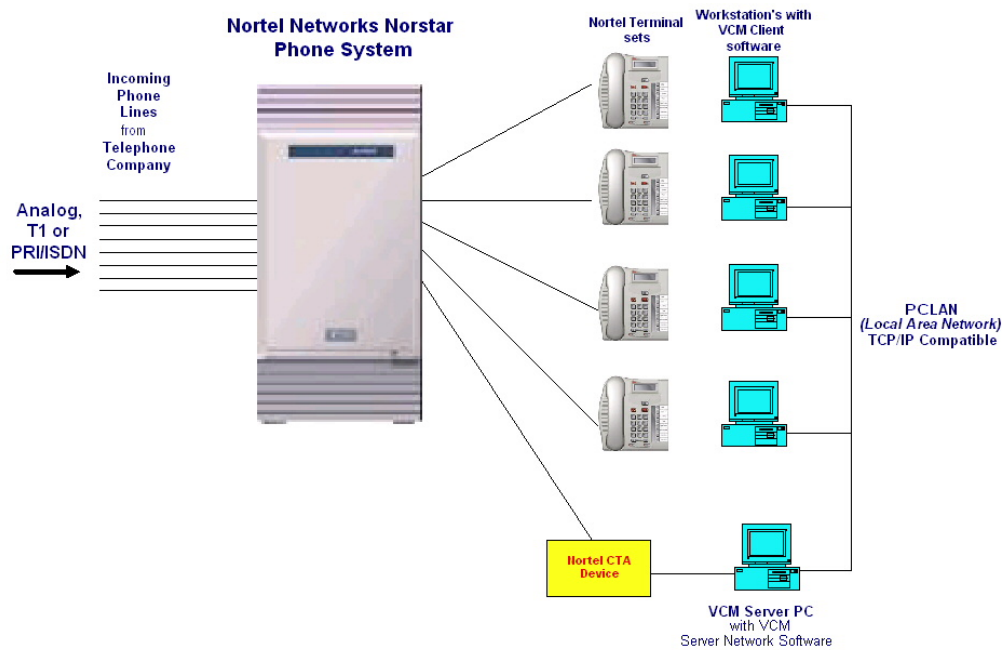 Nortel Networks Norstar
Phone System
Incoming
Phone
Lines
from
Telephone
Company
Analog,
T1 or
PRI/ISDN
Nortel Terminal
sets
Workstation's with
VCM Client
software
PCLAN
(Local Area Network)
TCP/IP Compatible
Nortel CTA
Device
VCM Server PC
with VCM
Server Network Software